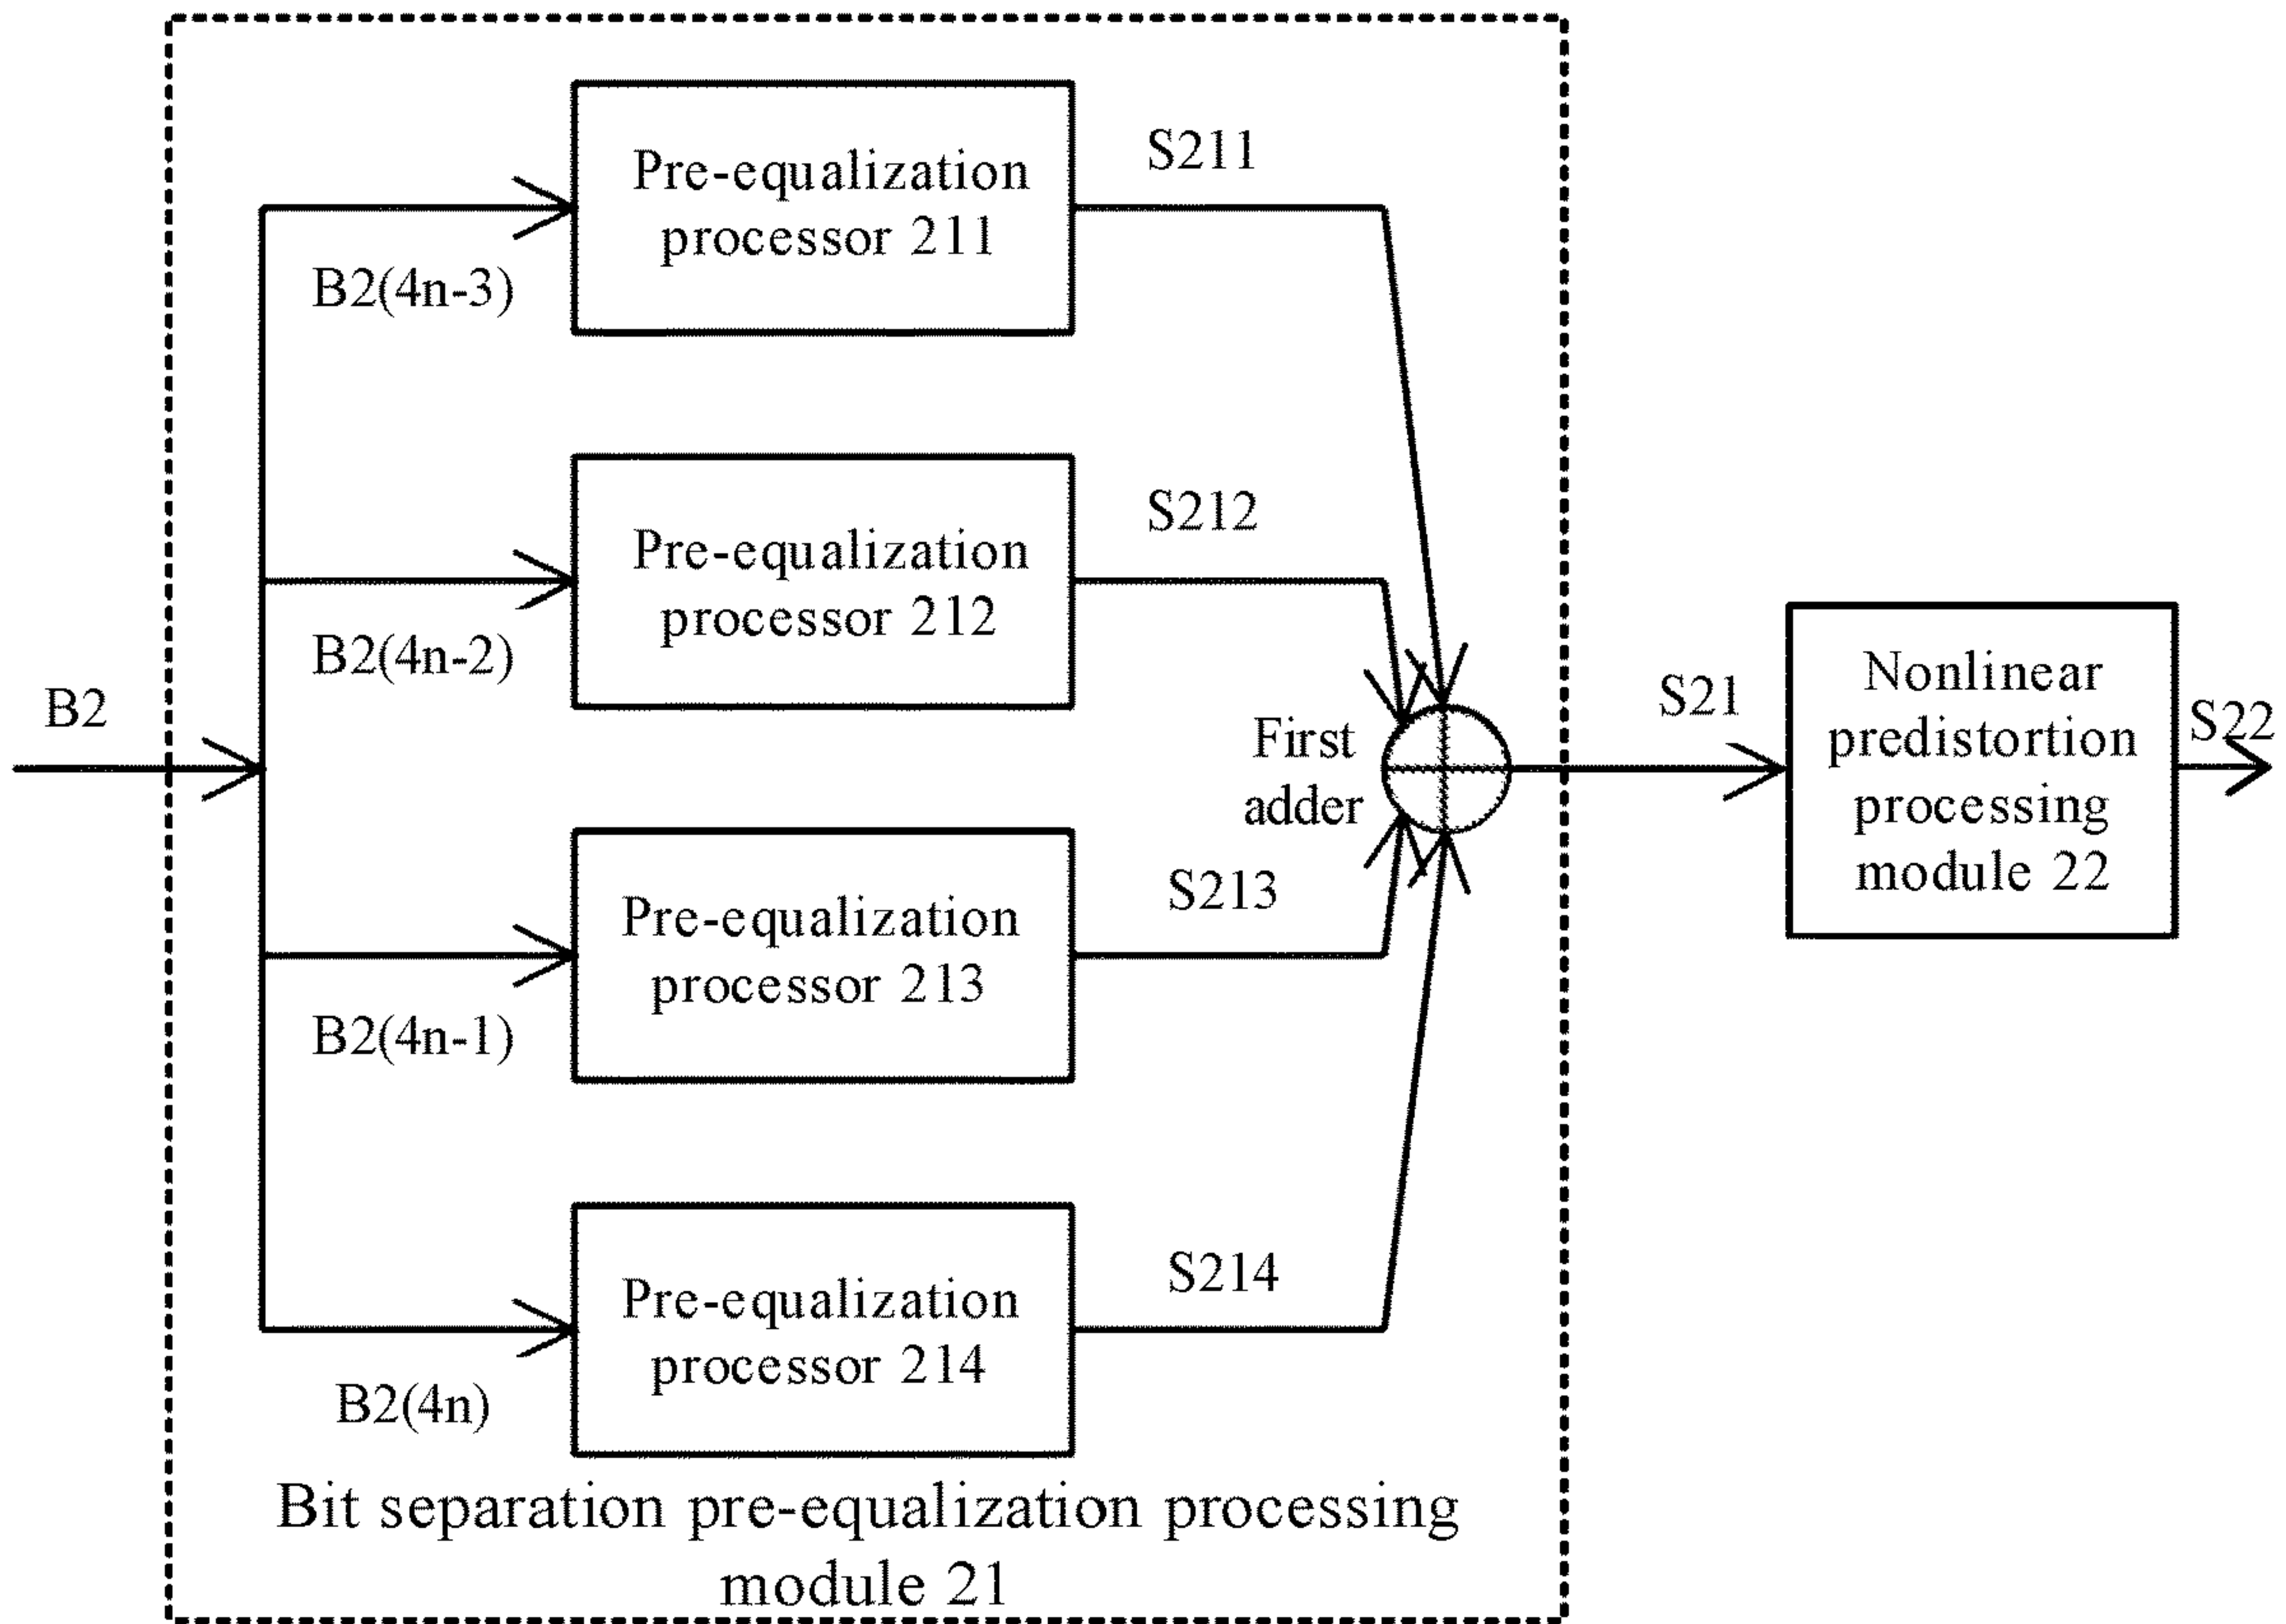 Pre-equalization
processor 211
S211
B2(4n-3)
Pre-equalization
processor 212
S212
B2(4n-2)
B2
First
adder
S21
Nonlinear
predistortion
processing
module 22
S22
Pre-equalization
processor 213
S213
B2(4n-1)
Pre-equalization
processor 214
S214
B2(4n)
Bit separation pre-equalization processing
module 21